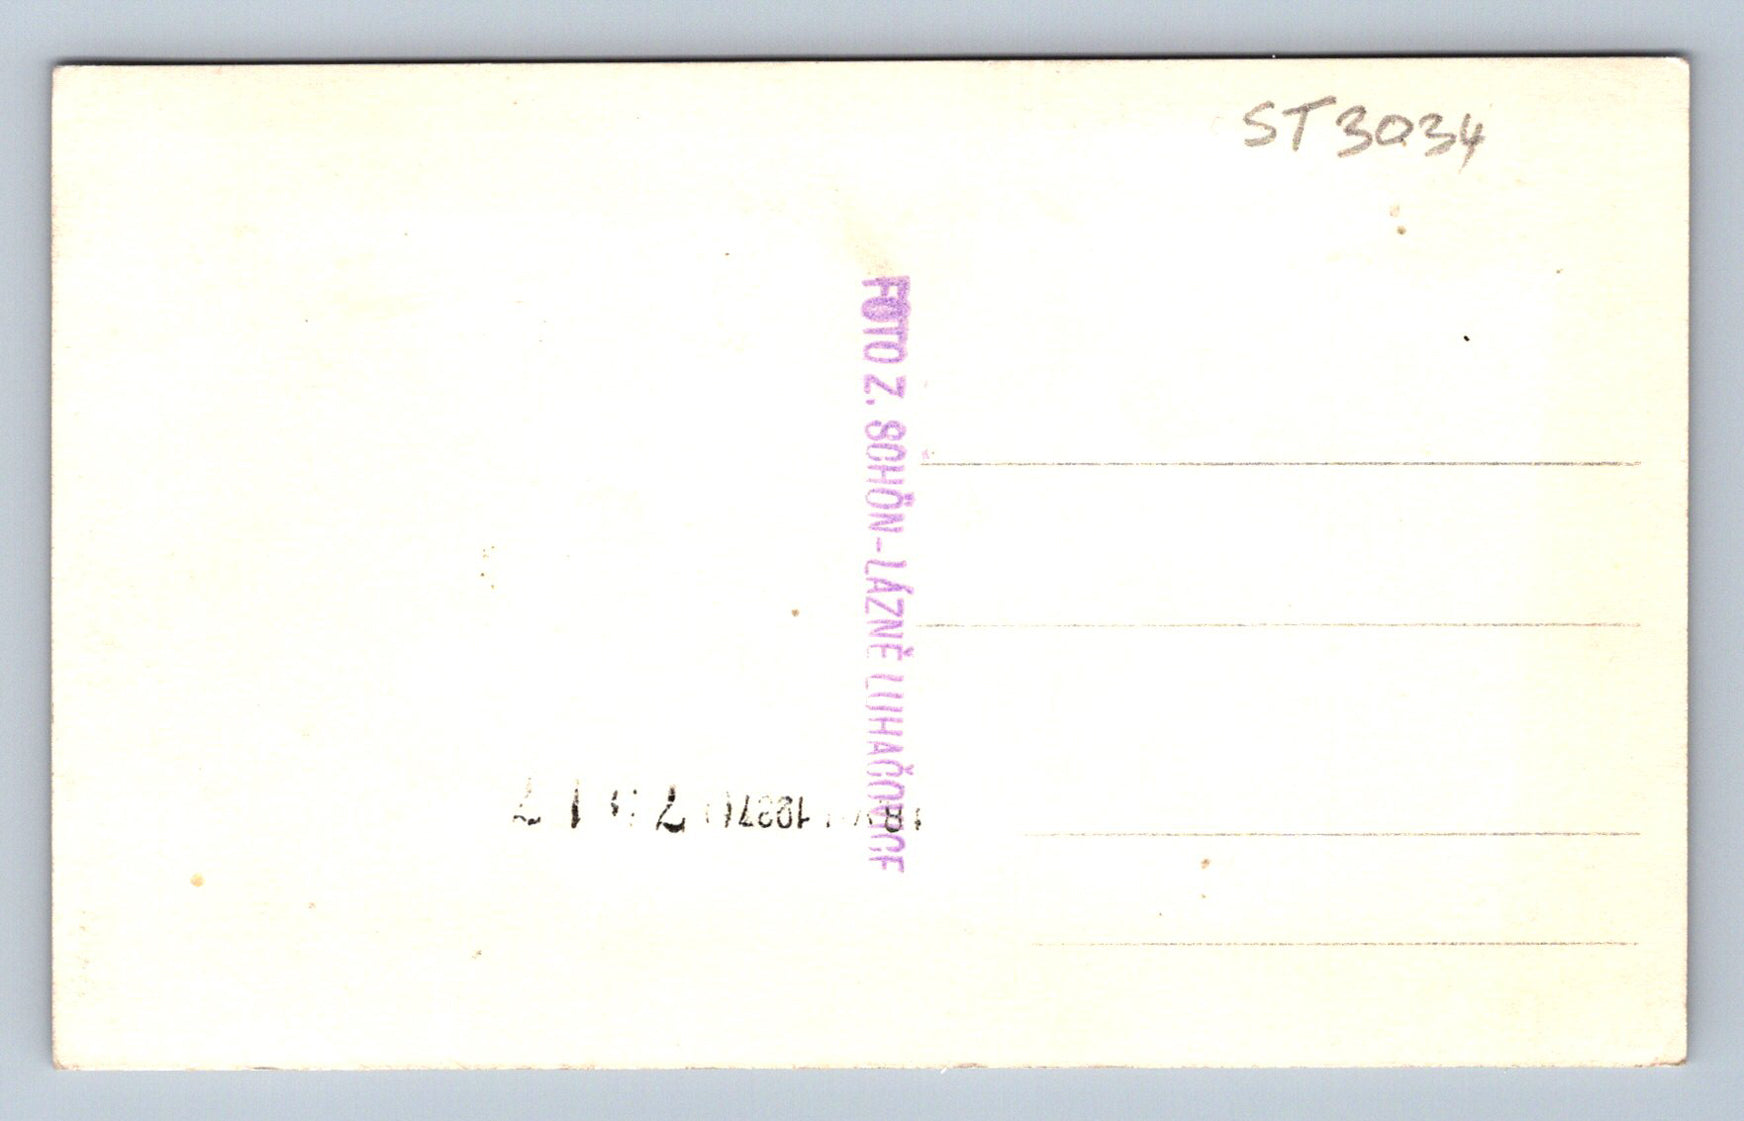 ST3034
FOTO Z. SCHÖN-LÁZNĚ LUHAČOVICE